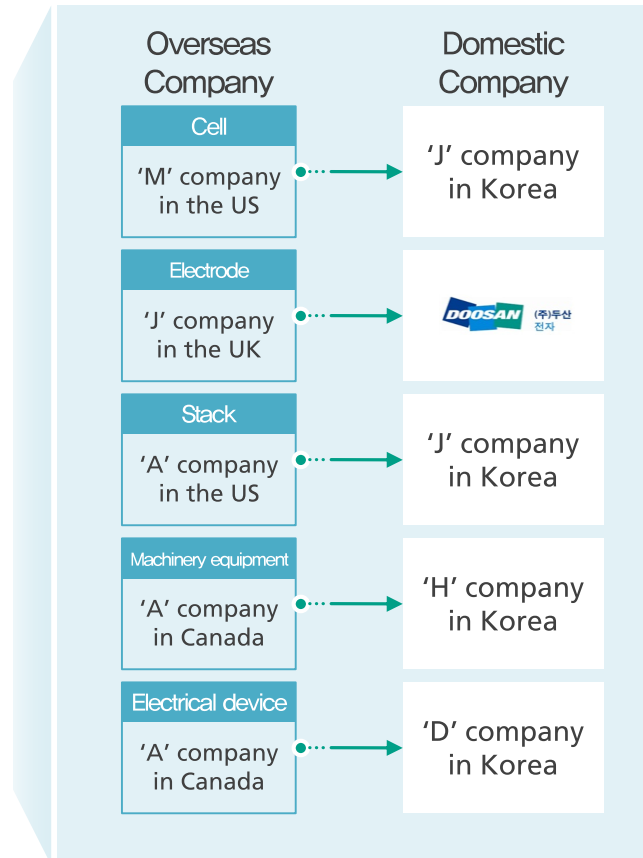 Overseas
Company
Domestic
Company
Cell
‘M’ company
in the US
‘J’ company
in Korea
Electrode
‘J’ company
in the UK
DOOSAN (주)두산
전자
Stack
‘A’ company
in the US
‘J’ company
in Korea
Machinery equipment
‘A’ company
in Canada
‘H’ company
in Korea
Electrical device
‘A’ company
in Canada
‘D’ company
in Korea